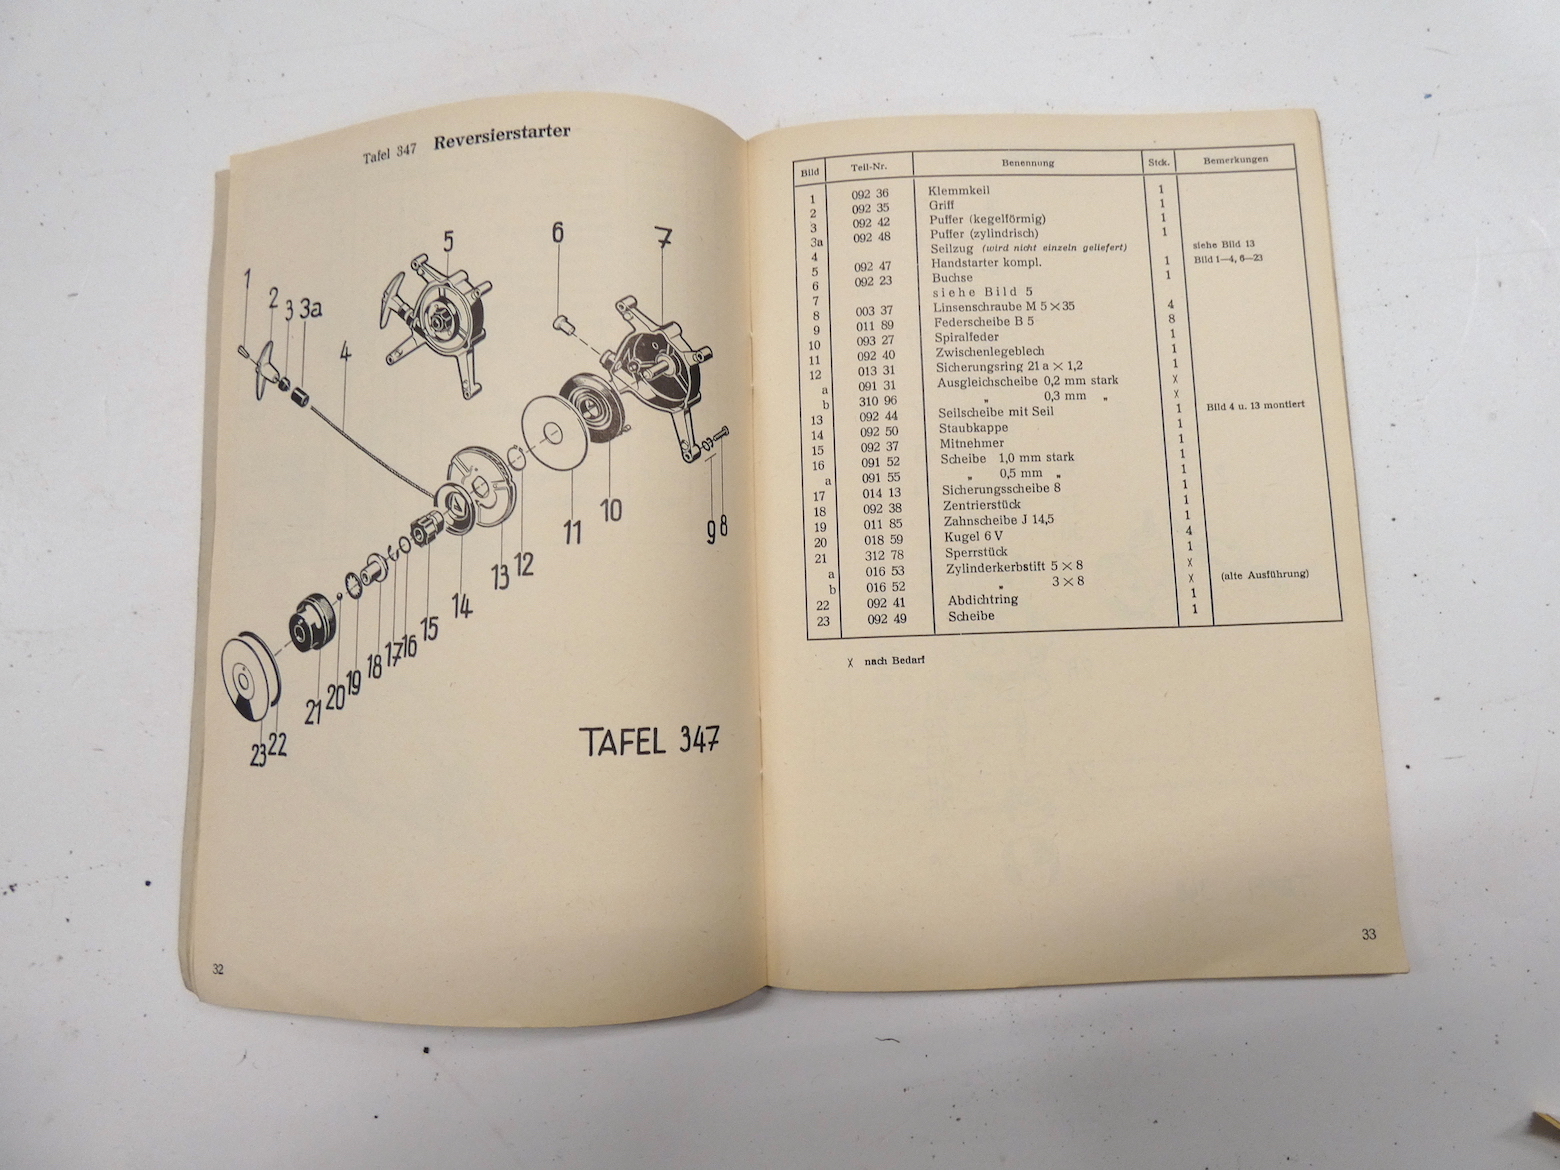 Tafel 347 Reversierstarter
1
2
3
3a
4
5
6
7
8
9
10
11
12
13
14
15
16
17
18
19
20
21
22
23
TAFEL 347
32
Bild Teil-Nr. Benennung Stck. Bemerkungen
1 092 36 Klemmkeil 1
2 092 35 Griff 1
3 092 42 Puffer (kegelförmig) 1
3a 092 48 Puffer (zylindrisch) 1
4 Seilzug (wird nicht einzeln geliefert) siehe Bild 13
5 092 47 Handstarter kompl. 1 Bild 1—4, 6—23
6 092 23 Buchse 1
7 siehe Bild 5
8 003 37 Linsenschraube M 5 × 35 4
9 011 89 Federscheibe B 5 8
10 093 27 Spiralfeder 1
11 092 40 Zwischenlegeblech 1
12 013 31 Sicherungsring 21 a × 1,2 1
a 091 31 Ausgleichscheibe 0,2 mm stark X
b 310 96 „ 0,3 mm „ X
13 092 44 Seilscheibe mit Seil 1 Bild 4 u. 13 montiert
14 092 50 Staubkappe 1
15 092 37 Mitnehmer 1
16 091 52 Scheibe 1,0 mm stark 1
a 091 55 „ 0,5 mm „ 1
17 014 13 Sicherungsscheibe 8 1
18 092 38 Zentrierstück 1
19 011 85 Zahnscheibe J 14,5 1
20 018 59 Kugel 6 V 4
21 312 78 Sperrstück 1
a 016 53 Zylinderkerbstift 5 × 8 X
b 016 52 „ 3 × 8 X (alte Ausführung)
22 092 41 Abdichtring 1
23 092 49 Scheibe 1
X nach Bedarf
33